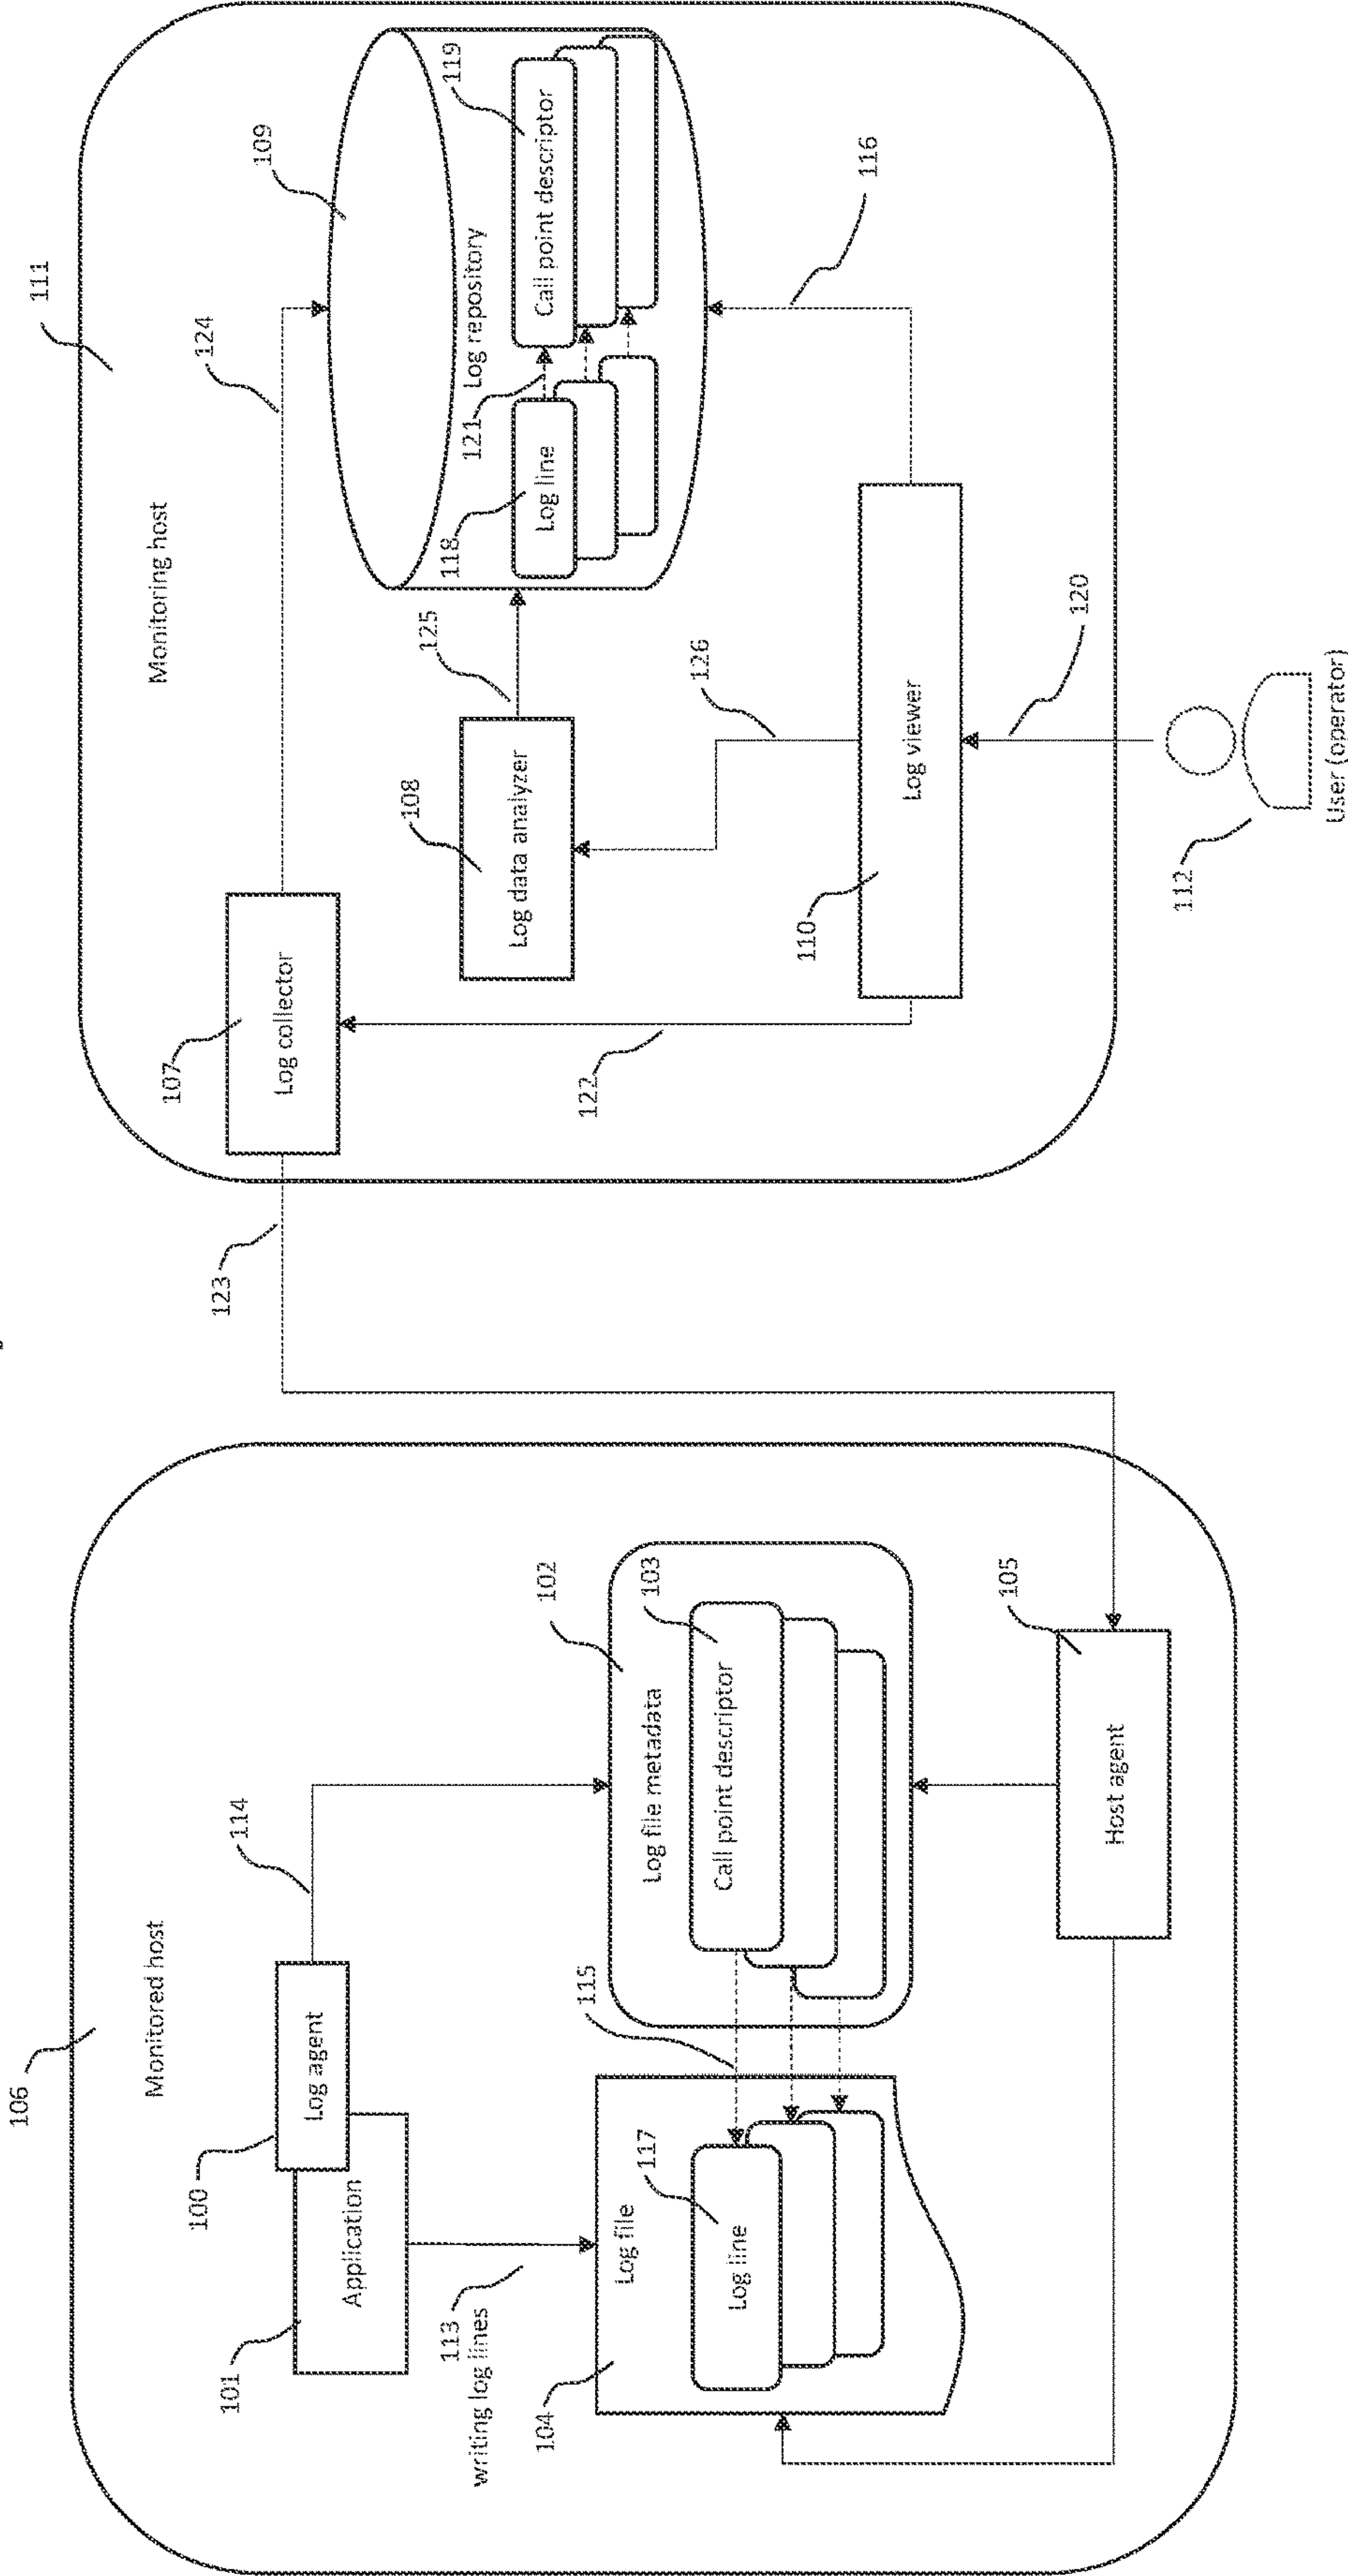 106
Monitored host
100
Log agent
114
101
Application
113
writing log lines
104
Log file
117
Log line
115
102
Log file metadata
103
Call point descriptor
105
Host agent
123
111
Monitoring host
107
Log collector
124
109
Log repository
108
Log data analyzer
125
118
Log line
121
119
Call point descriptor
122
126
116
110
Log viewer
120
112
User (operator)